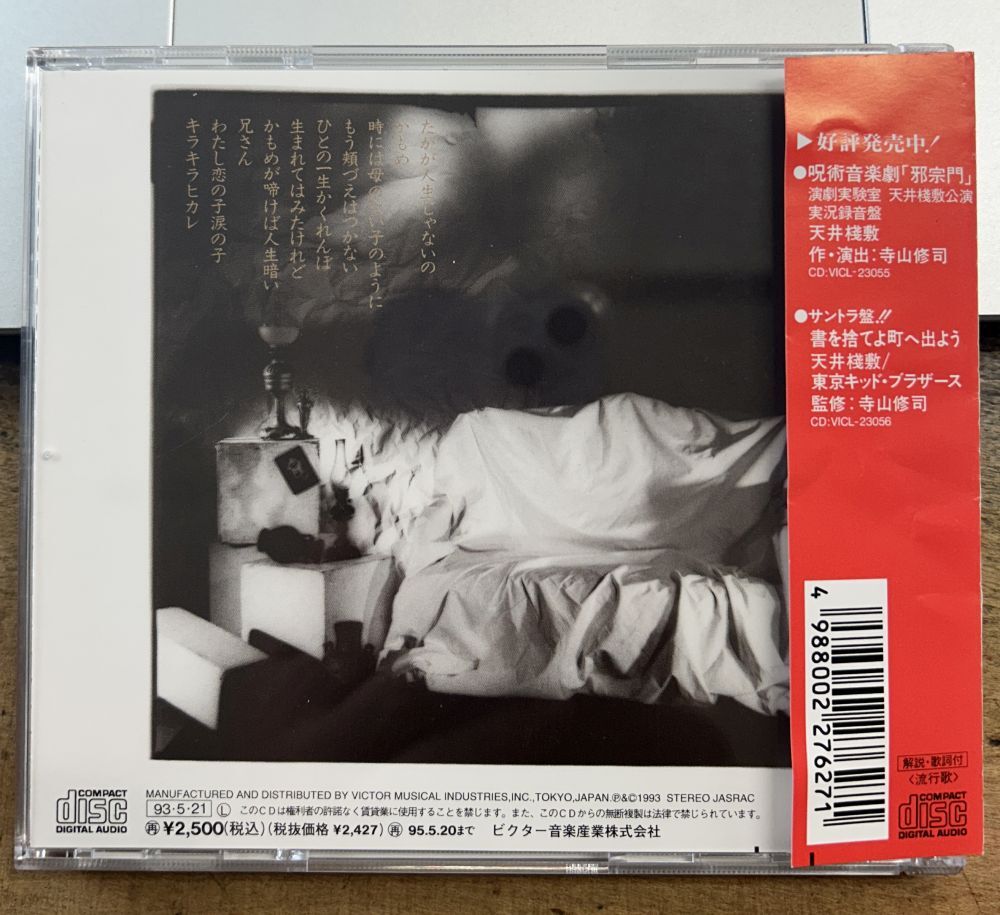 たかが人生じゃないの
かもめ
時には母のない子のように
もう頬づえはつかない
ひとの一生かくれんぼ
生まれてはみたけれど
かもめが啼けば人生暗い
兄さん
わたし恋の子涙の子
キラキラヒカレ
▶好評発売中!
●呪術音楽劇「邪宗門」
演劇実験室 天井棧敷公演
実況録音盤
天井棧敷
作・演出:寺山修司
CD:VICL-23055
●サントラ盤!!
書を捨てよ町へ出よう
天井棧敷/
東京キッド・ブラザース
監修:寺山修司
CD:VICL-23056
4 988002 276271
解説・歌詞付
〈流行歌〉
COMPACT
disc
DIGITAL AUDIO
COMPACT
disc
DIGITAL AUDIO
MANUFACTURED AND DISTRIBUTED BY VICTOR MUSICAL INDUSTRIES,INC.,TOKYO,JAPAN.℗&©1993 STEREO JASRAC
93・5・21 Ⓛ このCDは権利者の許諾なく賃貸業に使用することを禁じます。また、このCDからの無断複製は法律で禁じられています。
㊢¥2,500(税込)(税抜価格 ¥2,427)㊢95.5.20まで ビクター音楽産業株式会社